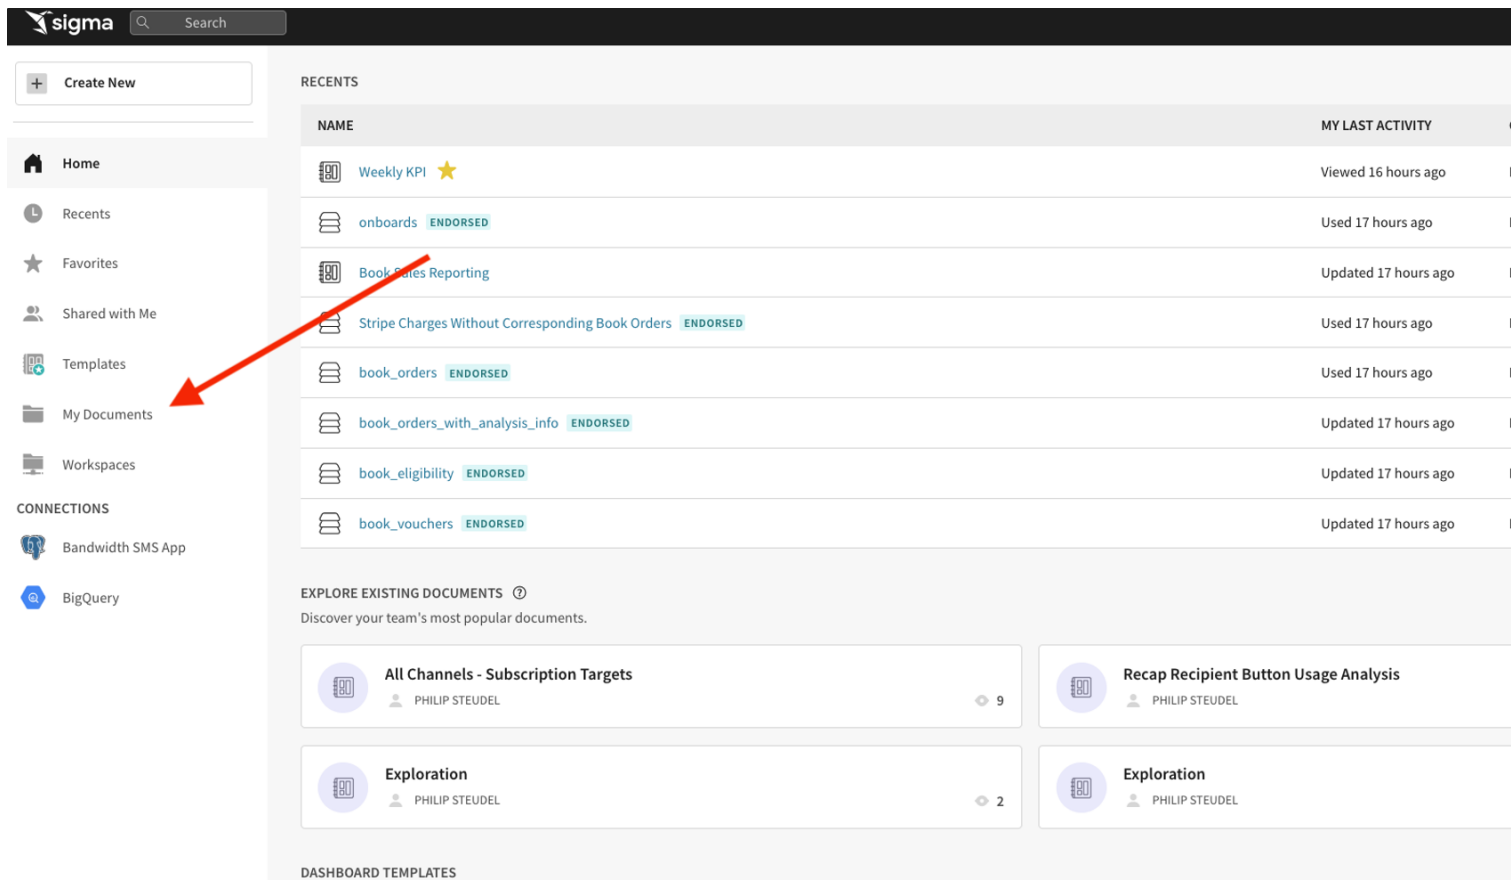 sigma
Search
Create New
Home
Recents
Favorites
Shared with Me
Templates
My Documents
Workspaces
CONNECTIONS
Bandwidth SMS App
BigQuery
RECENTS
NAME MY LAST ACTIVITY
Weekly KPI Viewed 16 hours ago
onboards ENDORSED Used 17 hours ago
Book Sales Reporting Updated 17 hours ago
Stripe Charges Without Corresponding Book Orders ENDORSED Used 17 hours ago
book_orders ENDORSED Used 17 hours ago
book_orders_with_analysis_info ENDORSED Updated 17 hours ago
book_eligibility ENDORSED Updated 17 hours ago
book_vouchers ENDORSED Updated 17 hours ago
EXPLORE EXISTING DOCUMENTS ?
Discover your team's most popular documents.
All Channels - Subscription Targets
PHILIP STEUDEL 9
Recap Recipient Button Usage Analysis
PHILIP STEUDEL
Exploration
PHILIP STEUDEL 2
Exploration
PHILIP STEUDEL
DASHBOARD TEMPLATES